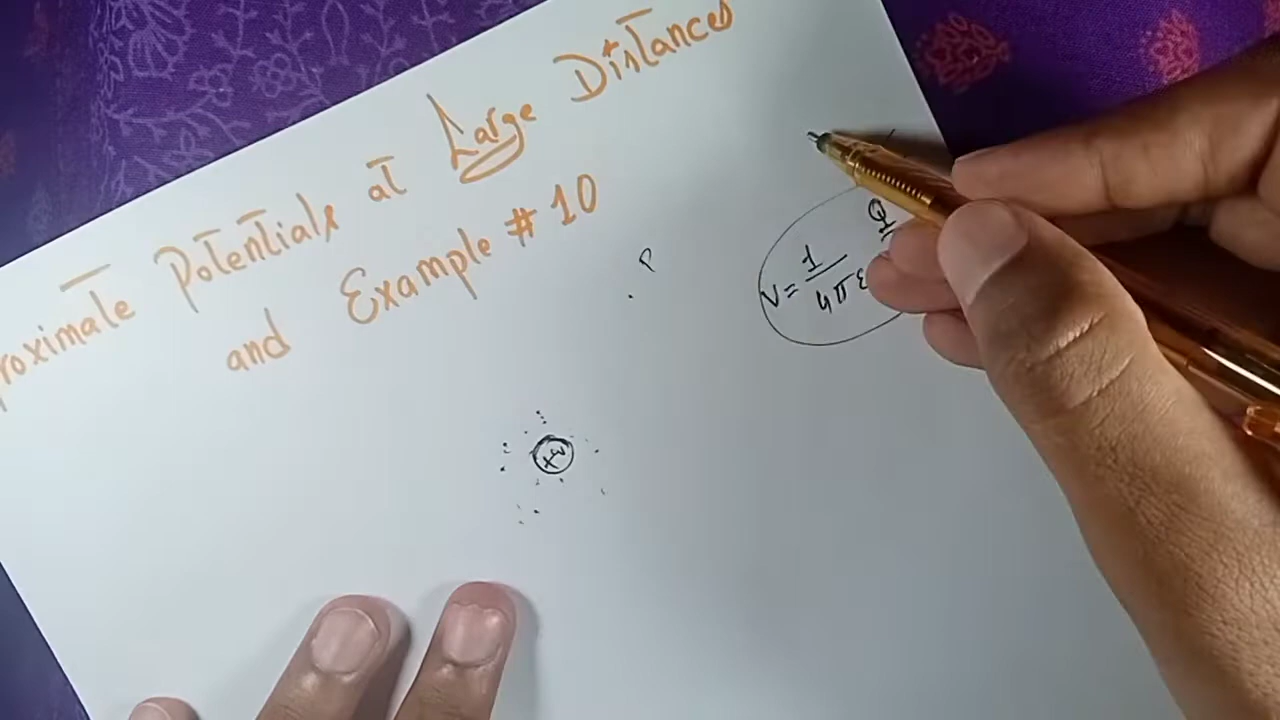 roximate Potentials at Large Distances
and Example # 10
P
V = 1 / 4πε Q
+q